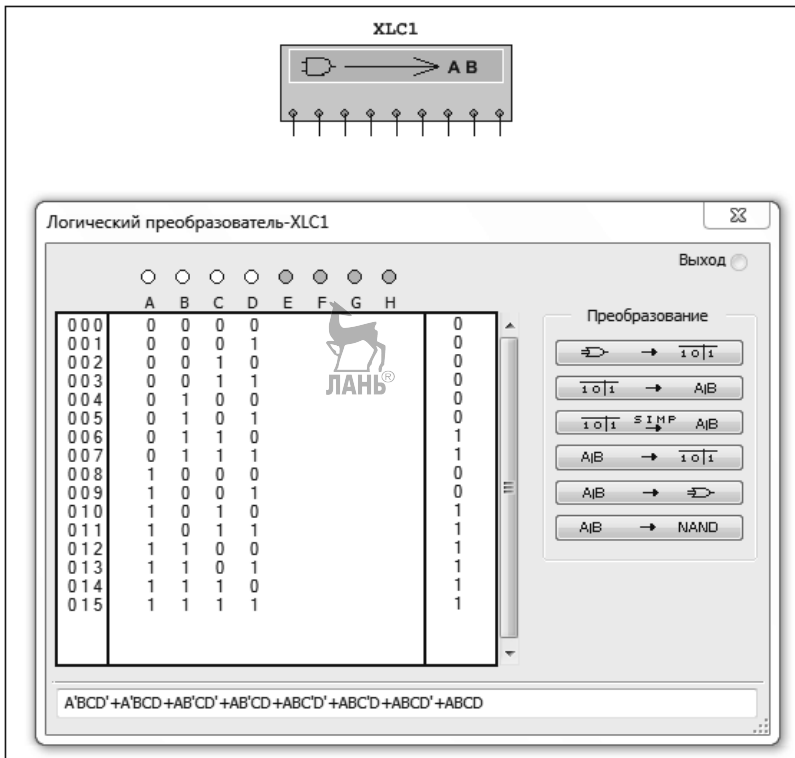 XLC1
A B
Логический преобразователь-XLC1
Выход
A B C D E F G H
Преобразование
000 0 0 0 0 0
001 0 0 0 1 0
002 0 0 1 0 0
003 0 0 1 1 0
004 0 1 0 0 0
005 0 1 0 1 0
006 0 1 1 0 1
007 0 1 1 1 1
008 1 0 0 0 0
009 1 0 0 1 0
010 1 0 1 0 1
011 1 0 1 1 1
012 1 1 0 0 1
013 1 1 0 1 1
014 1 1 1 0 1
015 1 1 1 1 1
ЛАНЬ®
→ 1 0 1
1 0 1 → A|B
1 0 1 SIMP → A|B
A|B → 1 0 1
A|B →
A|B → NAND
A'BCD'+A'BCD+AB'CD'+AB'CD+ABC'D'+ABC'D+ABCD'+ABCD